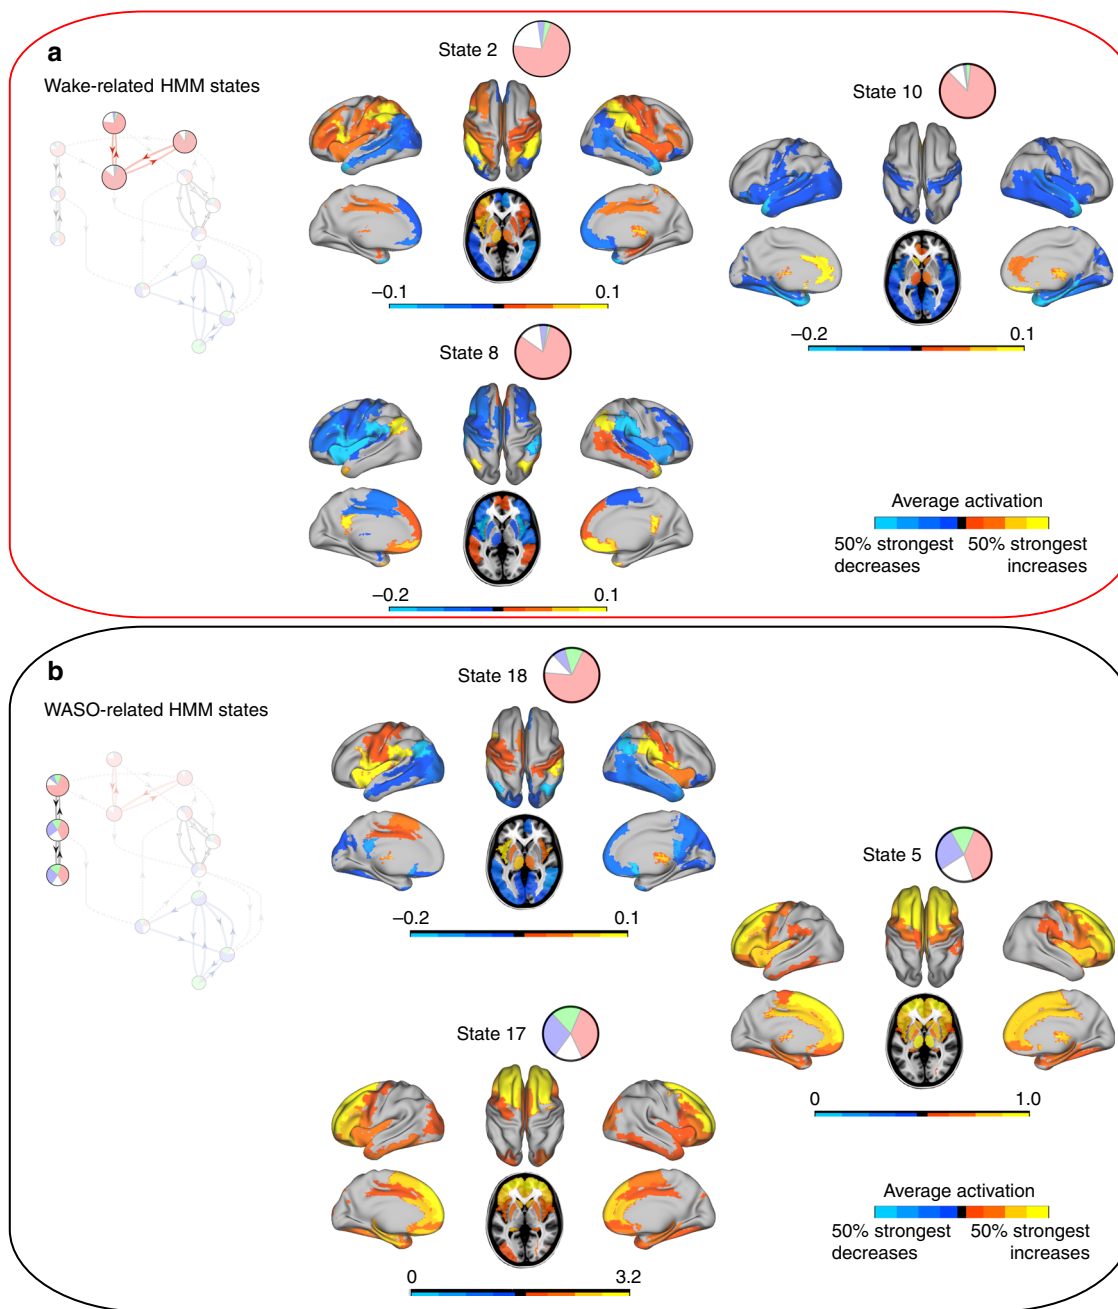 a
Wake-related HMM states
State 2
State 10
−0.1 0.1
−0.2 0.1
State 8
−0.2 0.1
Average activation
50% strongest decreases
50% strongest increases
b
WASO-related HMM states
State 18
−0.2 0.1
State 5
0 1.0
State 17
0 3.2
Average activation
50% strongest decreases
50% strongest increases